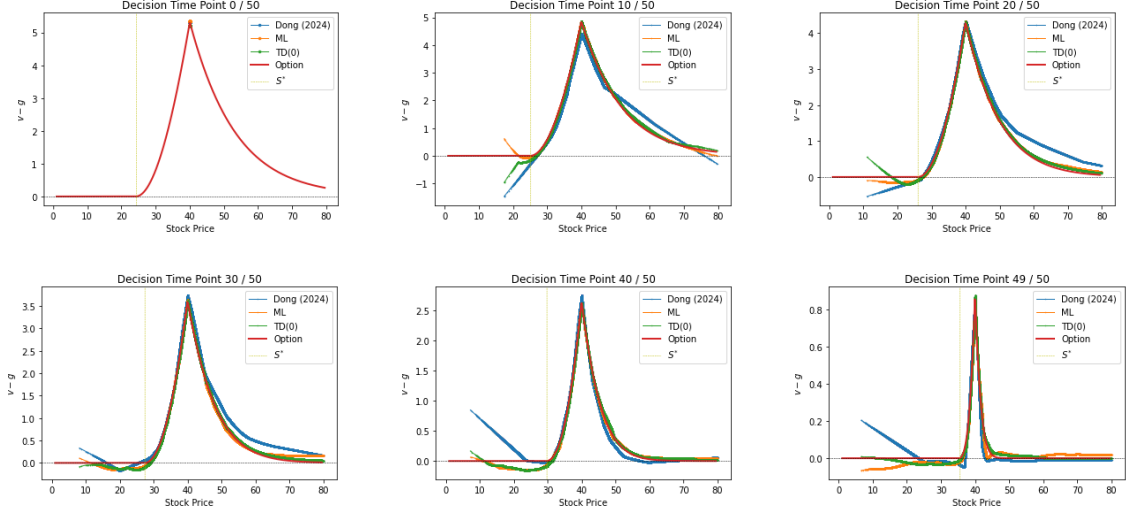 Decision Time Point 0 / 50
5
4
3
2
1
0
v − g
0 10 20 30 40 50 60 70 80
Stock Price
Dong (2024)
ML
TD(0)
Option
S*
Decision Time Point 10 / 50
5
4
3
2
1
0
−1
v − g
0 10 20 30 40 50 60 70 80
Stock Price
Dong (2024)
ML
TD(0)
Option
S*
Decision Time Point 20 / 50
4
3
2
1
0
v − g
0 10 20 30 40 50 60 70 80
Stock Price
Dong (2024)
ML
TD(0)
Option
S*
Decision Time Point 30 / 50
3.5
3.0
2.5
2.0
1.5
1.0
0.5
0.0
v − g
0 10 20 30 40 50 60 70 80
Stock Price
Dong (2024)
ML
TD(0)
Option
S*
Decision Time Point 40 / 50
2.5
2.0
1.5
1.0
0.5
0.0
v − g
0 10 20 30 40 50 60 70 80
Stock Price
Dong (2024)
ML
TD(0)
Option
S*
Decision Time Point 49 / 50
0.8
0.6
0.4
0.2
0.0
v − g
0 10 20 30 40 50 60 70 80
Stock Price
Dong (2024)
ML
TD(0)
Option
S*